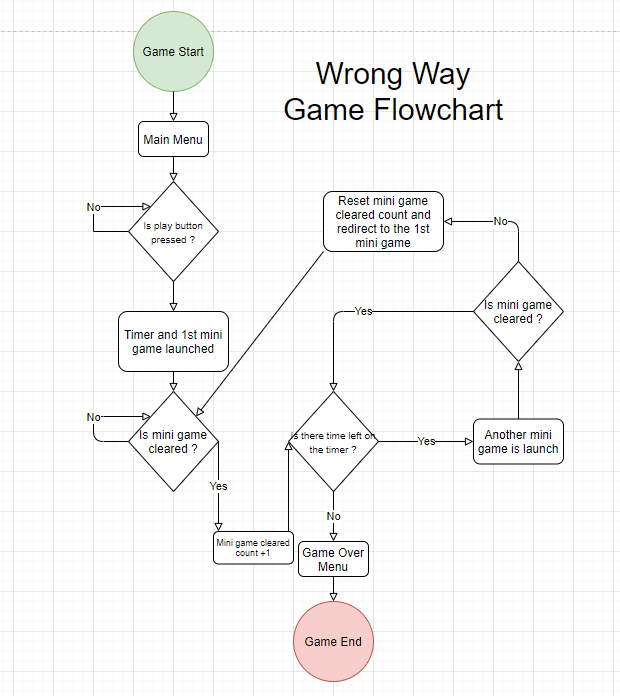 Game Start
Wrong Way
Game Flowchart
Main Menu
No
Is play button
pressed ?
Reset mini game
cleared count and
redirect to the 1st
mini game
No
Timer and 1st mini
game launched
Yes
Is mini game
cleared ?
No
Is mini game
cleared ?
Is there time left on
the timer ?
Yes
Another mini
game is launch
Yes
Mini game cleared
count +1
No
Game Over
Menu
Game End